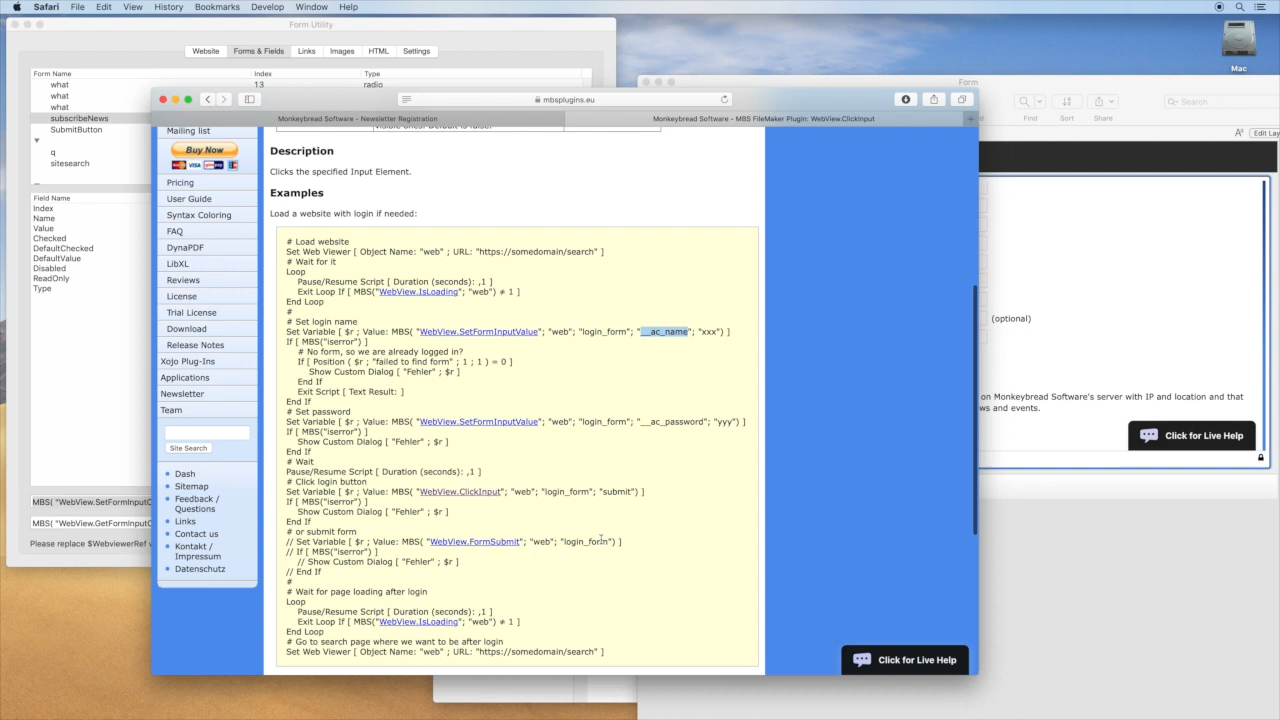 Safari File Edit View History Bookmarks Develop Window Help
Form Utility
Website Forms & Fields Links Images HTML Settings
Form Name Index Type
what 13 radio
what
what
subscribeNews
SubmitButton
q
sitesearch
Field Name
Index
Name
Value
Checked
DefaultChecked
DefaultValue
Disabled
ReadOnly
Type
MBS( "WebView.SetFormInputC
MBS( "WebView.GetFormInputC
Please replace $WebviewerRef v
Mac
Form
Find Sort Share
Search
Edit Lay
(optional)
on Monkeybread Software's server with IP and location and that
ws and events.
Click for Live Help
mbsplugins.eu
Monkeybread Software - Newsletter Registration
Monkeybread Software - MBS FileMaker Plugin: WebView.ClickInput
Mailing list
Buy Now
VISA
Pricing
User Guide
Syntax Coloring
FAQ
DynaPDF
LibXL
Reviews
License
Trial License
Download
Release Notes
Xojo Plug-Ins
Applications
Newsletter
Team
Site Search
Dash
Sitemap
Feedback /
Questions
Links
Contact us
Kontakt /
Impressum
Datenschutz
visible ones? Default is false.
Description
Clicks the specified Input Element.
Examples
Load a website with login if needed:
# Load website
Set Web Viewer [ Object Name: "web" ; URL: "https://somedomain/search" ]
# Wait for it
Loop
Pause/Resume Script [ Duration (seconds): ,1 ]
Exit Loop If [ MBS("WebView.IsLoading"; "web") ≠ 1 ]
End Loop
#
# Set login name
Set Variable [ $r ; Value: MBS( "WebView.SetFormInputValue"; "web"; "login_form"; "__ac_name"; "xxx") ]
If [ MBS("iserror") ]
# No form, so we are already logged in?
If [ Position ( $r ; "failed to find form" ; 1 ; 1 ) = 0 ]
Show Custom Dialog [ "Fehler" ; $r ]
End If
Exit Script [ Text Result: ]
End If
# Set password
Set Variable [ $r ; Value: MBS( "WebView.SetFormInputValue"; "web"; "login_form"; "__ac_password"; "yyy") ]
If [ MBS("iserror") ]
Show Custom Dialog [ "Fehler" ; $r ]
End If
# Wait
Pause/Resume Script [ Duration (seconds): ,1 ]
# Click login button
Set Variable [ $r ; Value: MBS( "WebView.ClickInput"; "web"; "login_form"; "submit") ]
If [ MBS("iserror") ]
Show Custom Dialog [ "Fehler" ; $r ]
End If
# or submit form
// Set Variable [ $r ; Value: MBS( "WebView.FormSubmit"; "web"; "login_form") ]
// If [ MBS("iserror") ]
// Show Custom Dialog [ "Fehler" ; $r ]
// End If
#
# Wait for page loading after login
Loop
Pause/Resume Script [ Duration (seconds): ,1 ]
Exit Loop If [ MBS("WebView.IsLoading"; "web") ≠ 1 ]
End Loop
# Go to search page where we want to be after login
Set Web Viewer [ Object Name: "web" ; URL: "https://somedomain/search" ]
Click for Live Help